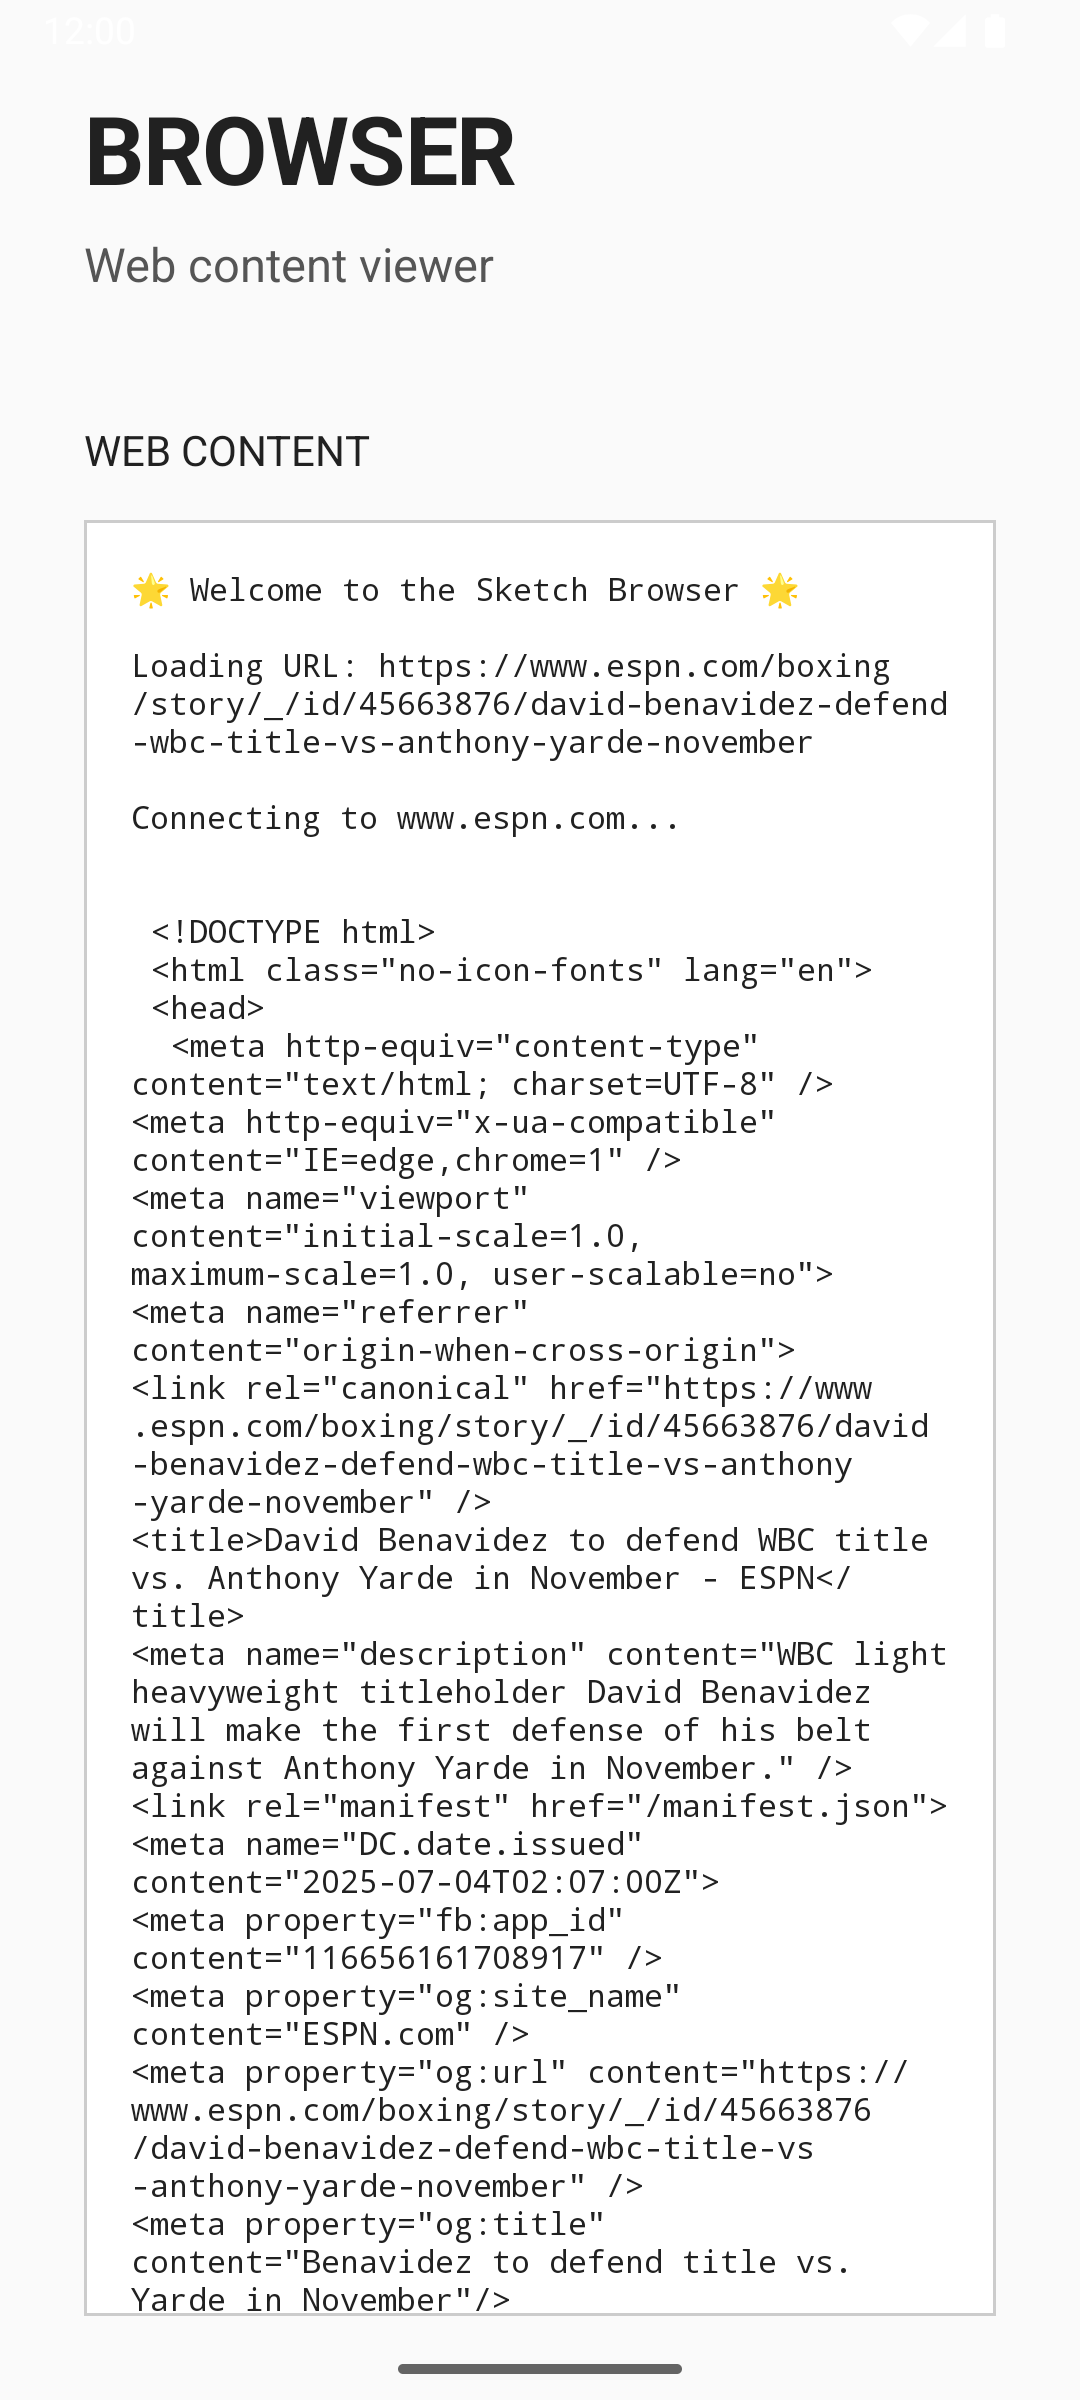 12:00
BROWSER
Web content viewer
WEB CONTENT
🌟 Welcome to the Sketch Browser 🌟
Loading URL: https://www.espn.com/boxing
/story/_/id/45663876/david-benavidez-defend
-wbc-title-vs-anthony-yarde-november
Connecting to www.espn.com...
<!DOCTYPE html>
<html class="no-icon-fonts" lang="en">
<head>
<meta http-equiv="content-type"
content="text/html; charset=UTF-8" />
<meta http-equiv="x-ua-compatible"
content="IE=edge,chrome=1" />
<meta name="viewport"
content="initial-scale=1.0,
maximum-scale=1.0, user-scalable=no">
<meta name="referrer"
content="origin-when-cross-origin">
<link rel="canonical" href="https://www
.espn.com/boxing/story/_/id/45663876/david
-benavidez-defend-wbc-title-vs-anthony
-yarde-november" />
<title>David Benavidez to defend WBC title
vs. Anthony Yarde in November - ESPN</
title>
<meta name="description" content="WBC light
heavyweight titleholder David Benavidez
will make the first defense of his belt
against Anthony Yarde in November." />
<link rel="manifest" href="/manifest.json">
<meta name="DC.date.issued"
content="2025-07-04T02:07:00Z">
<meta property="fb:app_id"
content="116656161708917" />
<meta property="og:site_name"
content="ESPN.com" />
<meta property="og:url" content="https://
www.espn.com/boxing/story/_/id/45663876
/david-benavidez-defend-wbc-title-vs
-anthony-yarde-november" />
<meta property="og:title"
content="Benavidez to defend title vs.
Yarde in November"/>